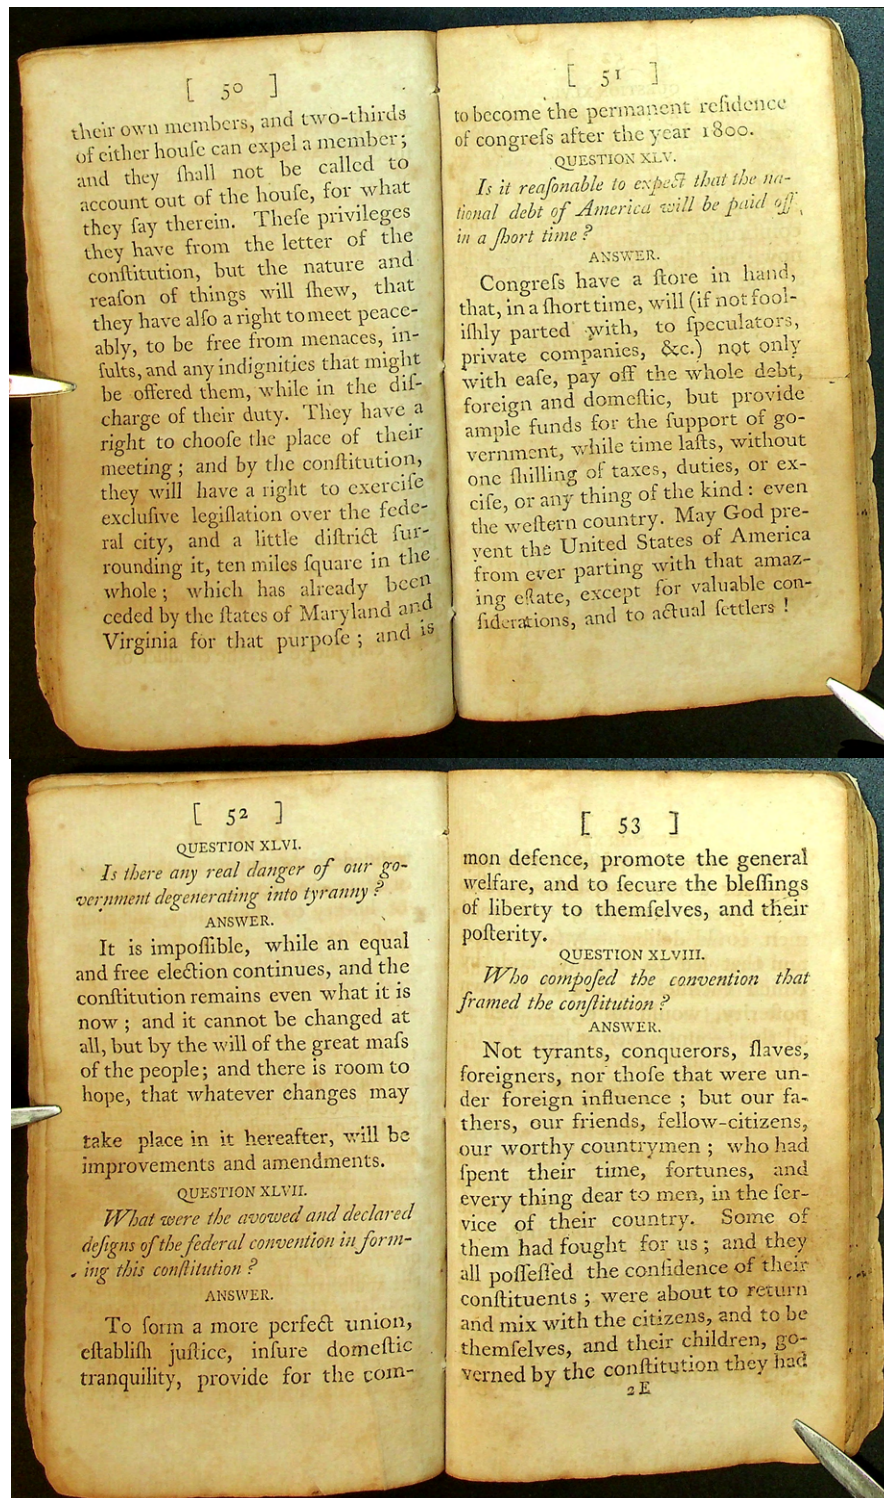 [ 50 ]
their own members, and two-thirds
of either houſe can expel a member;
and they ſhall not be called to
account out of the houſe, for what
they ſay therein. Theſe privileges
they have from the letter of the
conſtitution, but the nature and
reaſon of things will ſhew, that
they have alſo a right to meet peace-
ably, to be free from menaces, in-
ſults, and any indignities that might
be offered them, while in the diſ-
charge of their duty. They have a
right to chooſe the place of their
meeting; and by the conſtitution,
they will have a right to exerciſe
excluſive legiſlation over the fede-
ral city, and a little diſtrict ſur-
rounding it, ten miles ſquare in the
whole; which has already been
ceded by the ſtates of Maryland and
Virginia for that purpoſe; and is
[ 51 ]
to become the permanent reſidence
of congreſs after the year 1800.
QUESTION XLV.
Is it reaſonable to expect that the na-
tional debt of America will be paid off,
in a ſhort time?
ANSWER.
Congreſs have a ſtore in hand,
that, in a ſhort time, will (if not fool-
iſhly parted with, to ſpeculators,
private companies, &c.) not only
with eaſe, pay off the whole debt,
foreign and domeſtic, but provide
ample funds for the ſupport of go-
vernment, while time laſts, without
one ſhilling of taxes, duties, or ex-
ciſe, or any thing of the kind: even
the weſtern country. May God pre-
vent the United States of America
from ever parting with that amaz-
ing eſtate, except for valuable con-
ſiderations, and to actual ſettlers!
[ 52 ]
QUESTION XLVI.
Is there any real danger of our go-
vernment degenerating into tyranny?
ANSWER.
It is impoſſible, while an equal
and free election continues, and the
conſtitution remains even what it is
now; and it cannot be changed at
all, but by the will of the great maſs
of the people; and there is room to
hope, that whatever changes may
take place in it hereafter, will be
improvements and amendments.
QUESTION XLVII.
What were the avowed and declared
deſigns of the federal convention in form-
ing this conſtitution?
ANSWER.
To form a more perfect union,
eſtabliſh juſtice, inſure domeſtic
tranquility, provide for the com-
[ 53 ]
mon defence, promote the general
welfare, and to ſecure the bleſſings
of liberty to themſelves, and their
poſterity.
QUESTION XLVIII.
Who compoſed the convention that
framed the conſtitution?
ANSWER.
Not tyrants, conquerors, ſlaves,
foreigners, nor thoſe that were un-
der foreign influence; but our fa-
thers, our friends, fellow-citizens,
our worthy countrymen; who had
ſpent their time, fortunes, and
every thing dear to men, in the ſer-
vice of their country. Some of
them had fought for us; and they
all poſſeſſed the confidence of their
conſtituents; were about to return
and mix with the citizens, and to be
themſelves, and their children, go-
verned by the conſtitution they had
2 E